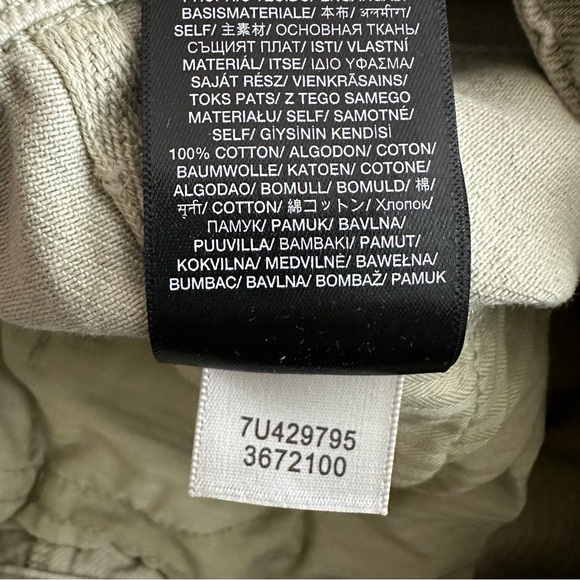 BASISMATERIALE/ 本布/ अलमीरा/
SELF/ 主素材/ ОСНОВНАЯ ТКАНЬ/
СЪЩИЯТ ПЛАТ/ ISTI/ VLASTNÍ
MATERIÁL/ ITSE/ ΙΔΙΟ ΥΦΑΣΜΑ/
SAJÁT RÉSZ/ VIENKRĀSAINS/
TOKS PATS/ Z TEGO SAMEGO
MATERIAŁU/ SELF/ SAMOTNÉ/
SELF/ GİYSİNİN KENDİSİ
100% COTTON/ ALGODON/ COTON/
BAUMWOLLE/ KATOEN/ COTONE/
ALGODAO/ BOMULL/ BOMULD/ 棉/
सूती/ COTTON/ 綿コットン/ Хлопок/
ПАМУК/ PAMUK/ BAVLNA/
PUUVILLA/ BAMBAKI/ PAMUT/
KOKVILNA/ MEDVILNĖ/ BAWEŁNA/
BUMBAC/ BAVLNA/ BOMBAŽ/ PAMUK
7U429795
3672100